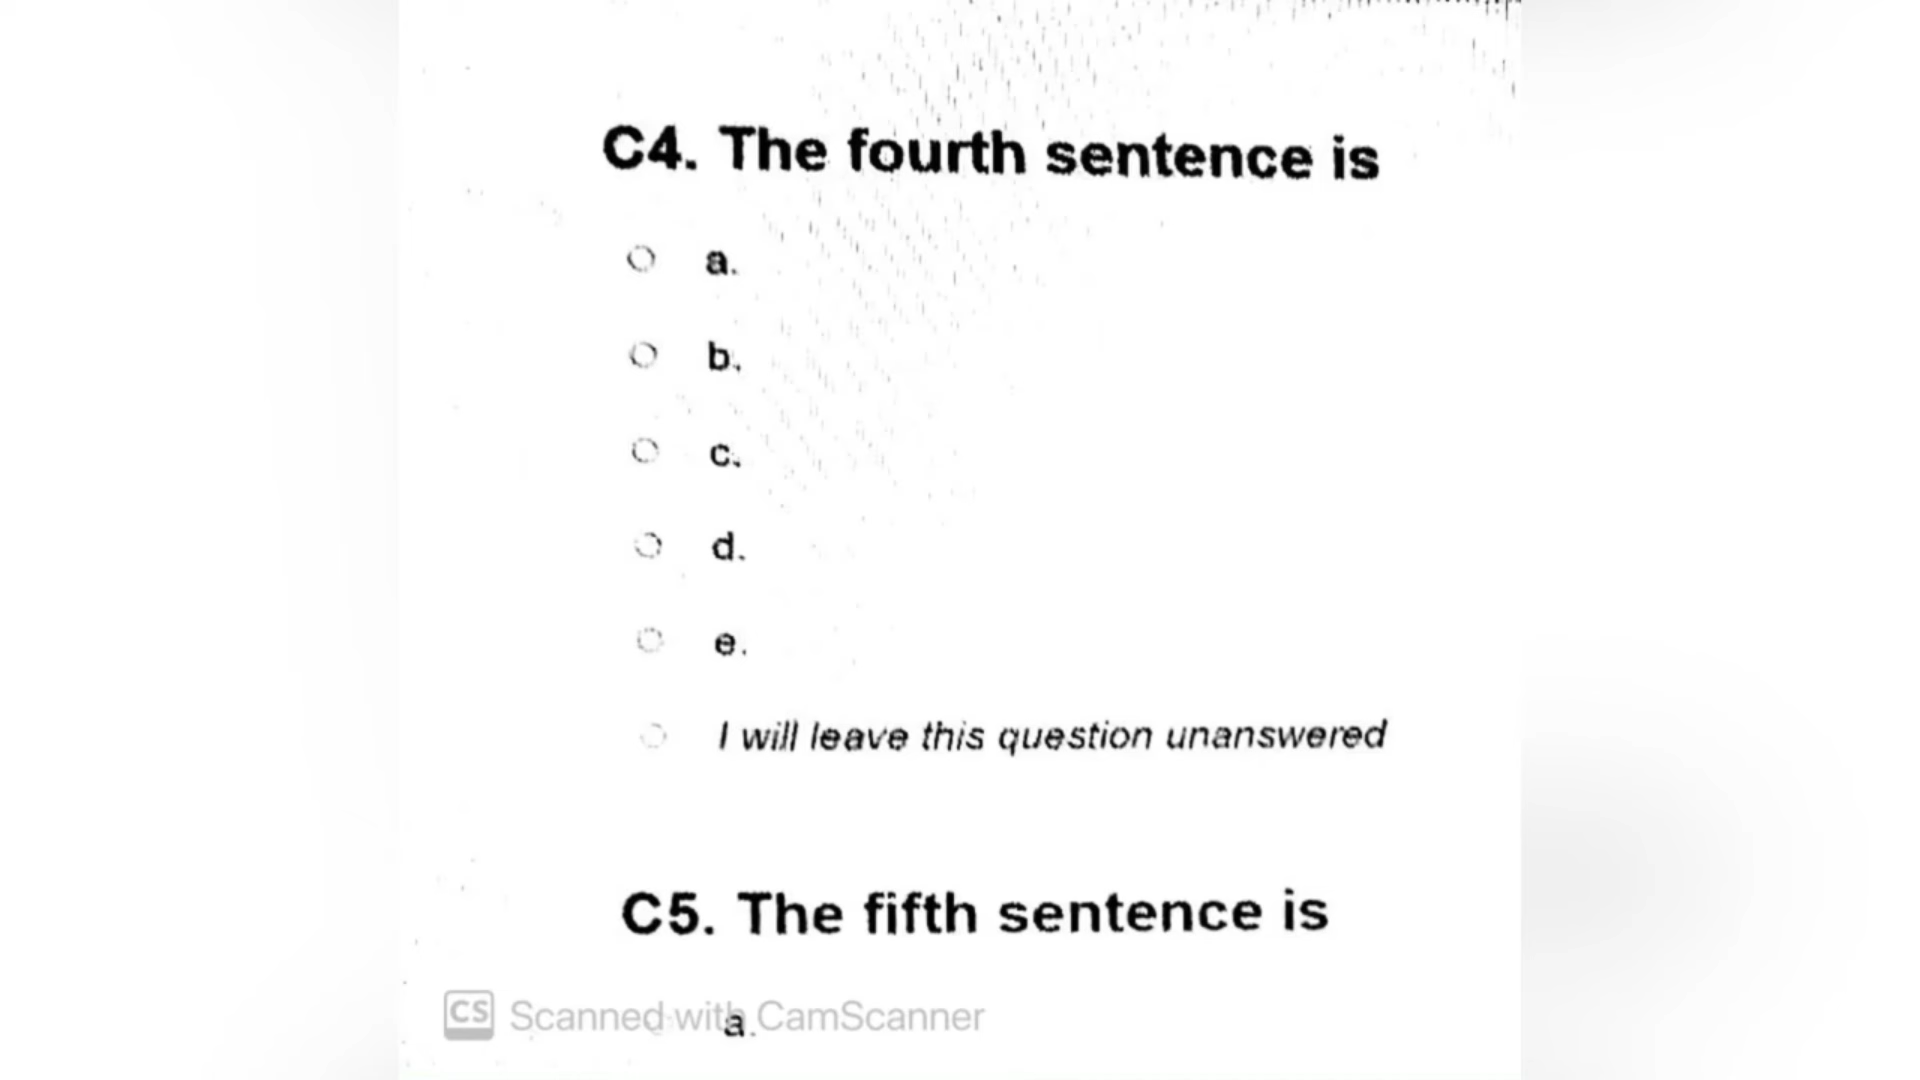 C4. The fourth sentence is
a.
b.
c.
d.
e.
I will leave this question unanswered
C5. The fifth sentence is
CS Scanned with CamScanner
a.